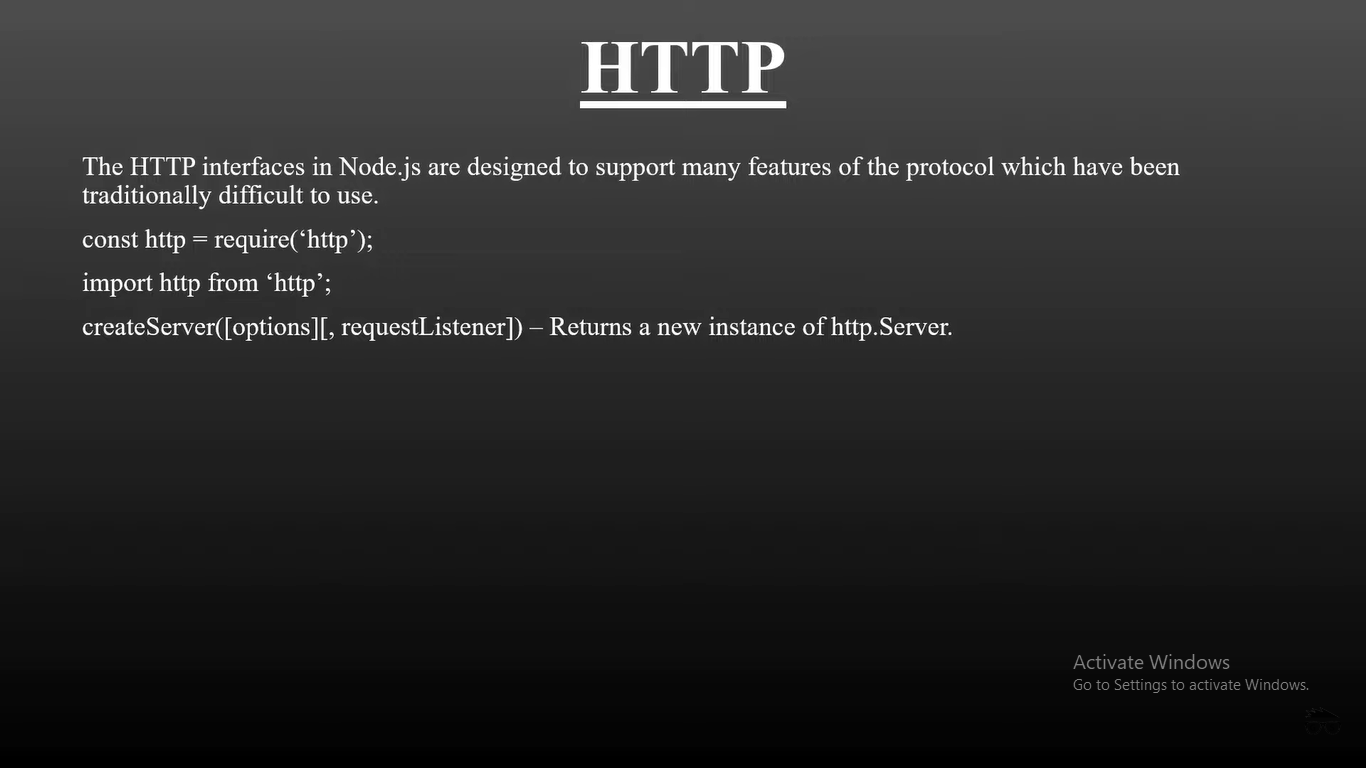 HTTP
The HTTP interfaces in Node.js are designed to support many features of the protocol which have been
traditionally difficult to use.
const http = require(‘http’);
import http from ‘http’;
createServer([options][, requestListener]) – Returns a new instance of http.Server.
Activate Windows
Go to Settings to activate Windows.